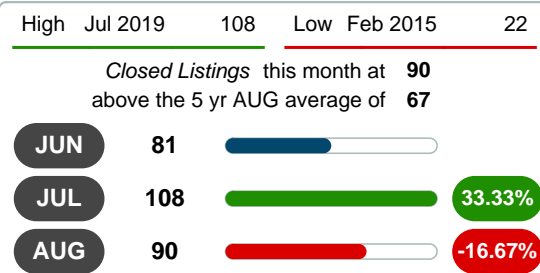 High Jul 2019 108 Low Feb 2015 22
Closed Listings this month at 90
above the 5 yr AUG average of 67
JUN 81
JUL 108 33.33%
AUG 90 -16.67%